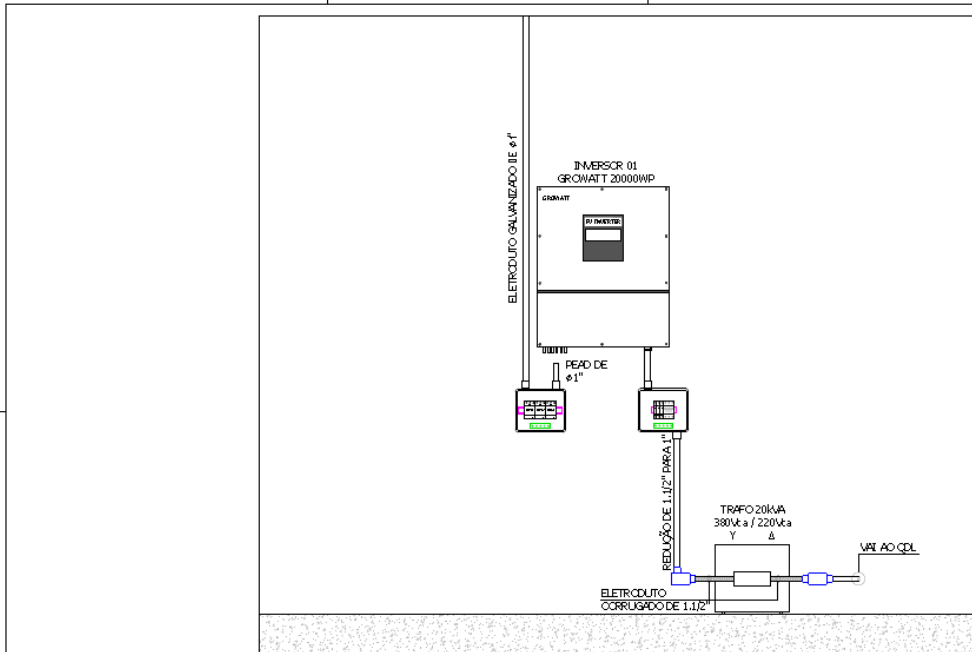 ELETRODUTO GALVANIZADO DE ø1"
INVERSOR 01
GROWATT 20000WP
GROWATT
PV INVERTER
PEAD DE
ø1"
REDUÇÃO DE 1.1/2" PARA 1"
TRAFO 20kVA
380Vca / 220Vca
Y Δ
VAI AO QDL
ELETRODUTO
CORRUGADO DE 1.1/2"